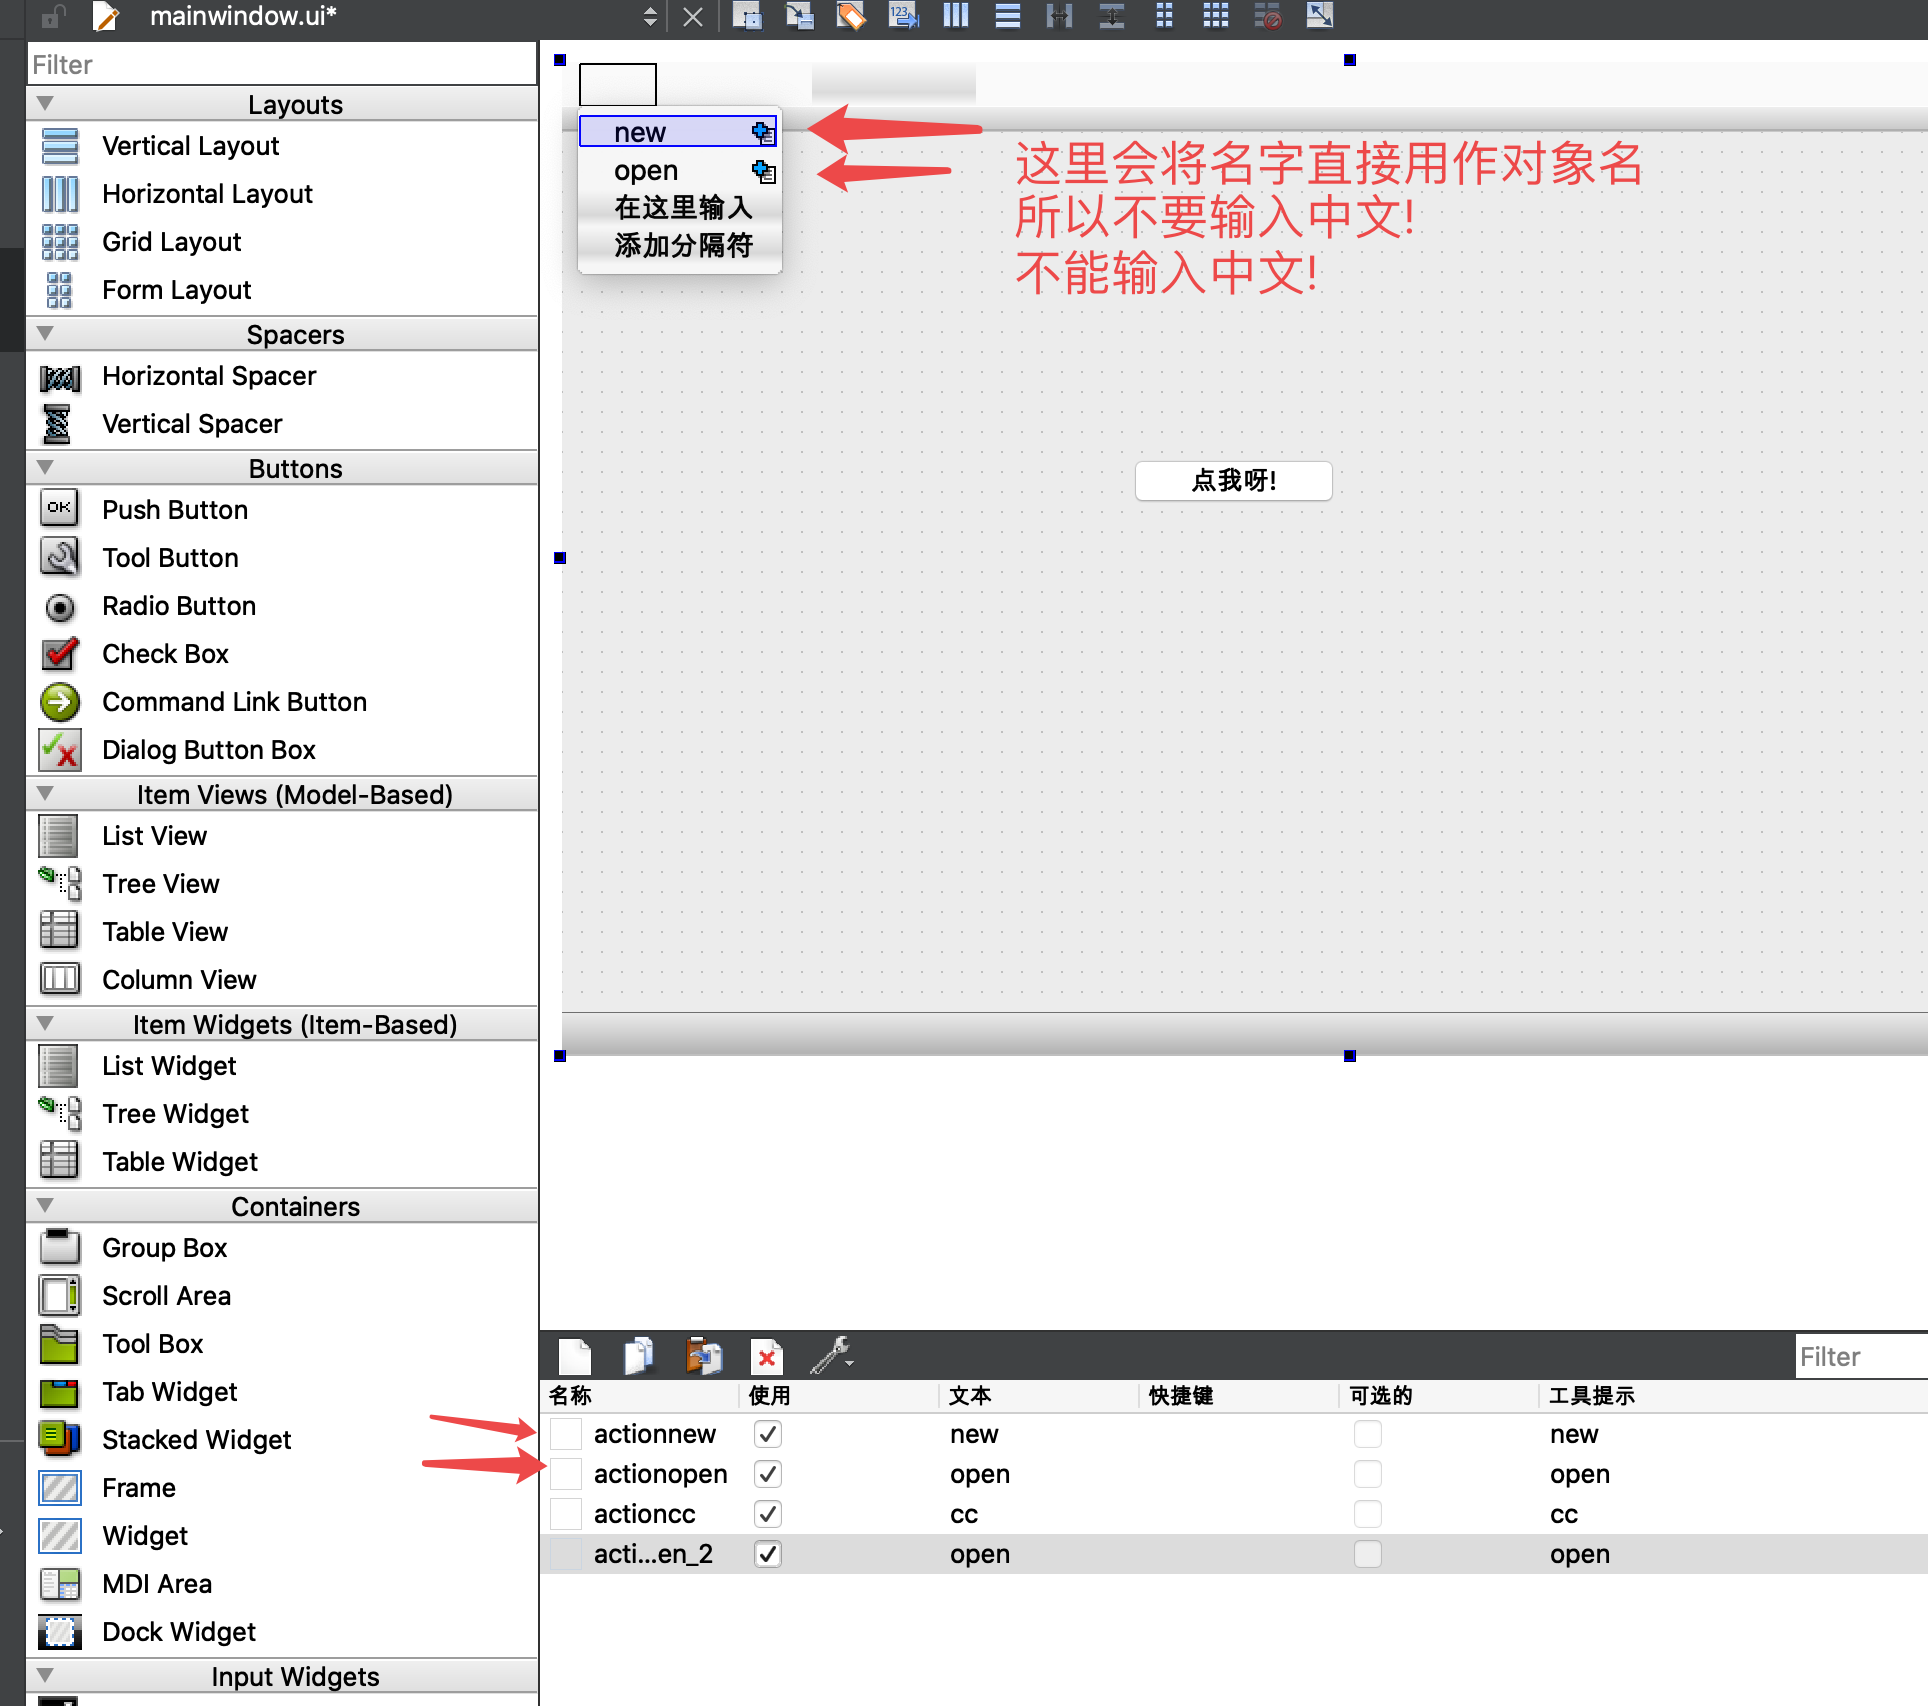 mainwindow.ui*
Filter
Layouts
Vertical Layout
Horizontal Layout
Grid Layout
Form Layout
Spacers
Horizontal Spacer
Vertical Spacer
Buttons
OK
Push Button
Tool Button
Radio Button
Check Box
Command Link Button
Dialog Button Box
Item Views (Model-Based)
List View
Tree View
Table View
Column View
Item Widgets (Item-Based)
List Widget
Tree Widget
Table Widget
Containers
Group Box
Scroll Area
Tool Box
Tab Widget
Stacked Widget
Frame
Widget
MDI Area
Dock Widget
Input Widgets
123
new
open
在这里输入
添加分隔符
这里会将名字直接用作对象名
所以不要输入中文!
不能输入中文!
点我呀!
Filter
名称 使用 文本 快捷键 可选的 工具提示
actionnew new new
actionopen open open
actioncc cc cc
acti...en_2 open open